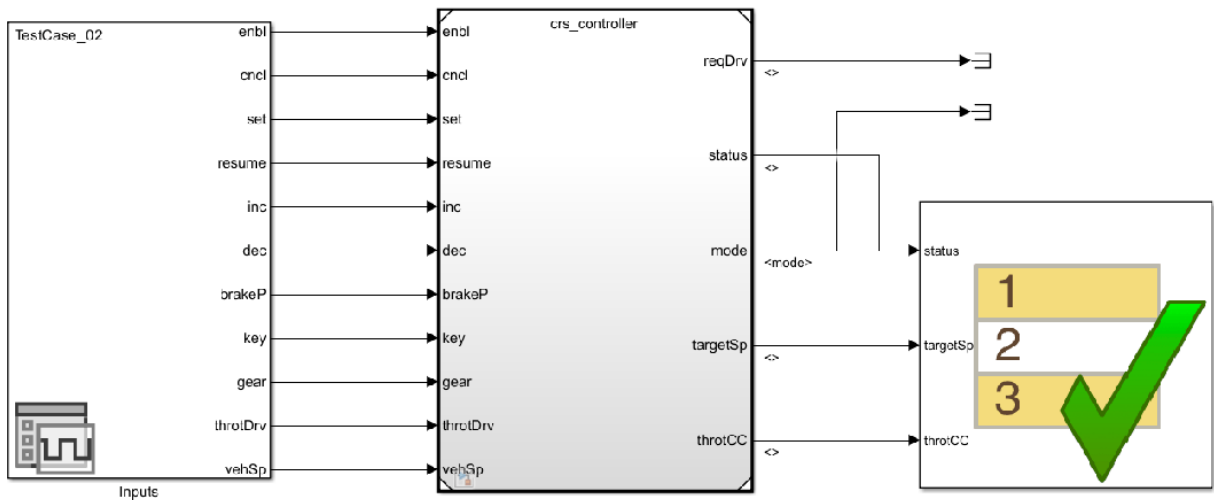 TestCase_02
enbl
cncl
set
resume
inc
dec
brakeP
key
gear
throtDrv
vehSp
Inputs
crs_controller
enbl
cncl
set
resume
inc
dec
brakeP
key
gear
throtDrv
vehSp
reqDrv
<>
status
<>
mode
<mode>
targetSp
<>
throtCC
<>
status
targetSp
throtCC
1
2
3